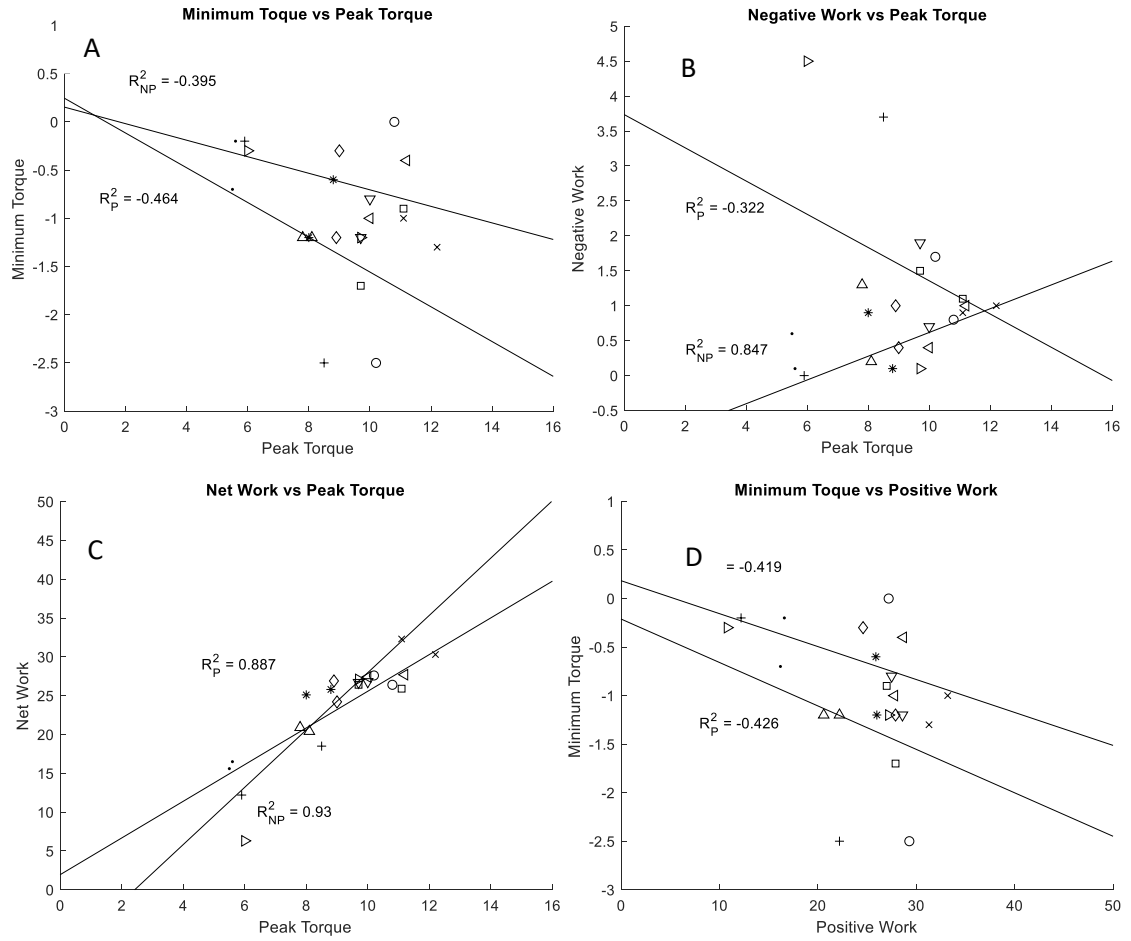 Minimum Toque vs Peak Torque
A
R²NP = -0.395
R²P = -0.464
Minimum Torque
1
0.5
0
-0.5
-1
-1.5
-2
-2.5
-3
0 2 4 6 8 10 12 14 16
Peak Torque
Negative Work vs Peak Torque
B
R²P = -0.322
R²NP = 0.847
Negative Work
5
4.5
4
3.5
3
2.5
2
1.5
1
0.5
0
-0.5
0 2 4 6 8 10 12 14 16
Peak Torque
Net Work vs Peak Torque
C
R²P = 0.887
R²NP = 0.93
Net Work
50
45
40
35
30
25
20
15
10
5
0
0 2 4 6 8 10 12 14 16
Peak Torque
Minimum Toque vs Positive Work
D
= -0.419
R²P = -0.426
Minimum Torque
1
0.5
0
-0.5
-1
-1.5
-2
-2.5
-3
0 10 20 30 40 50
Positive Work